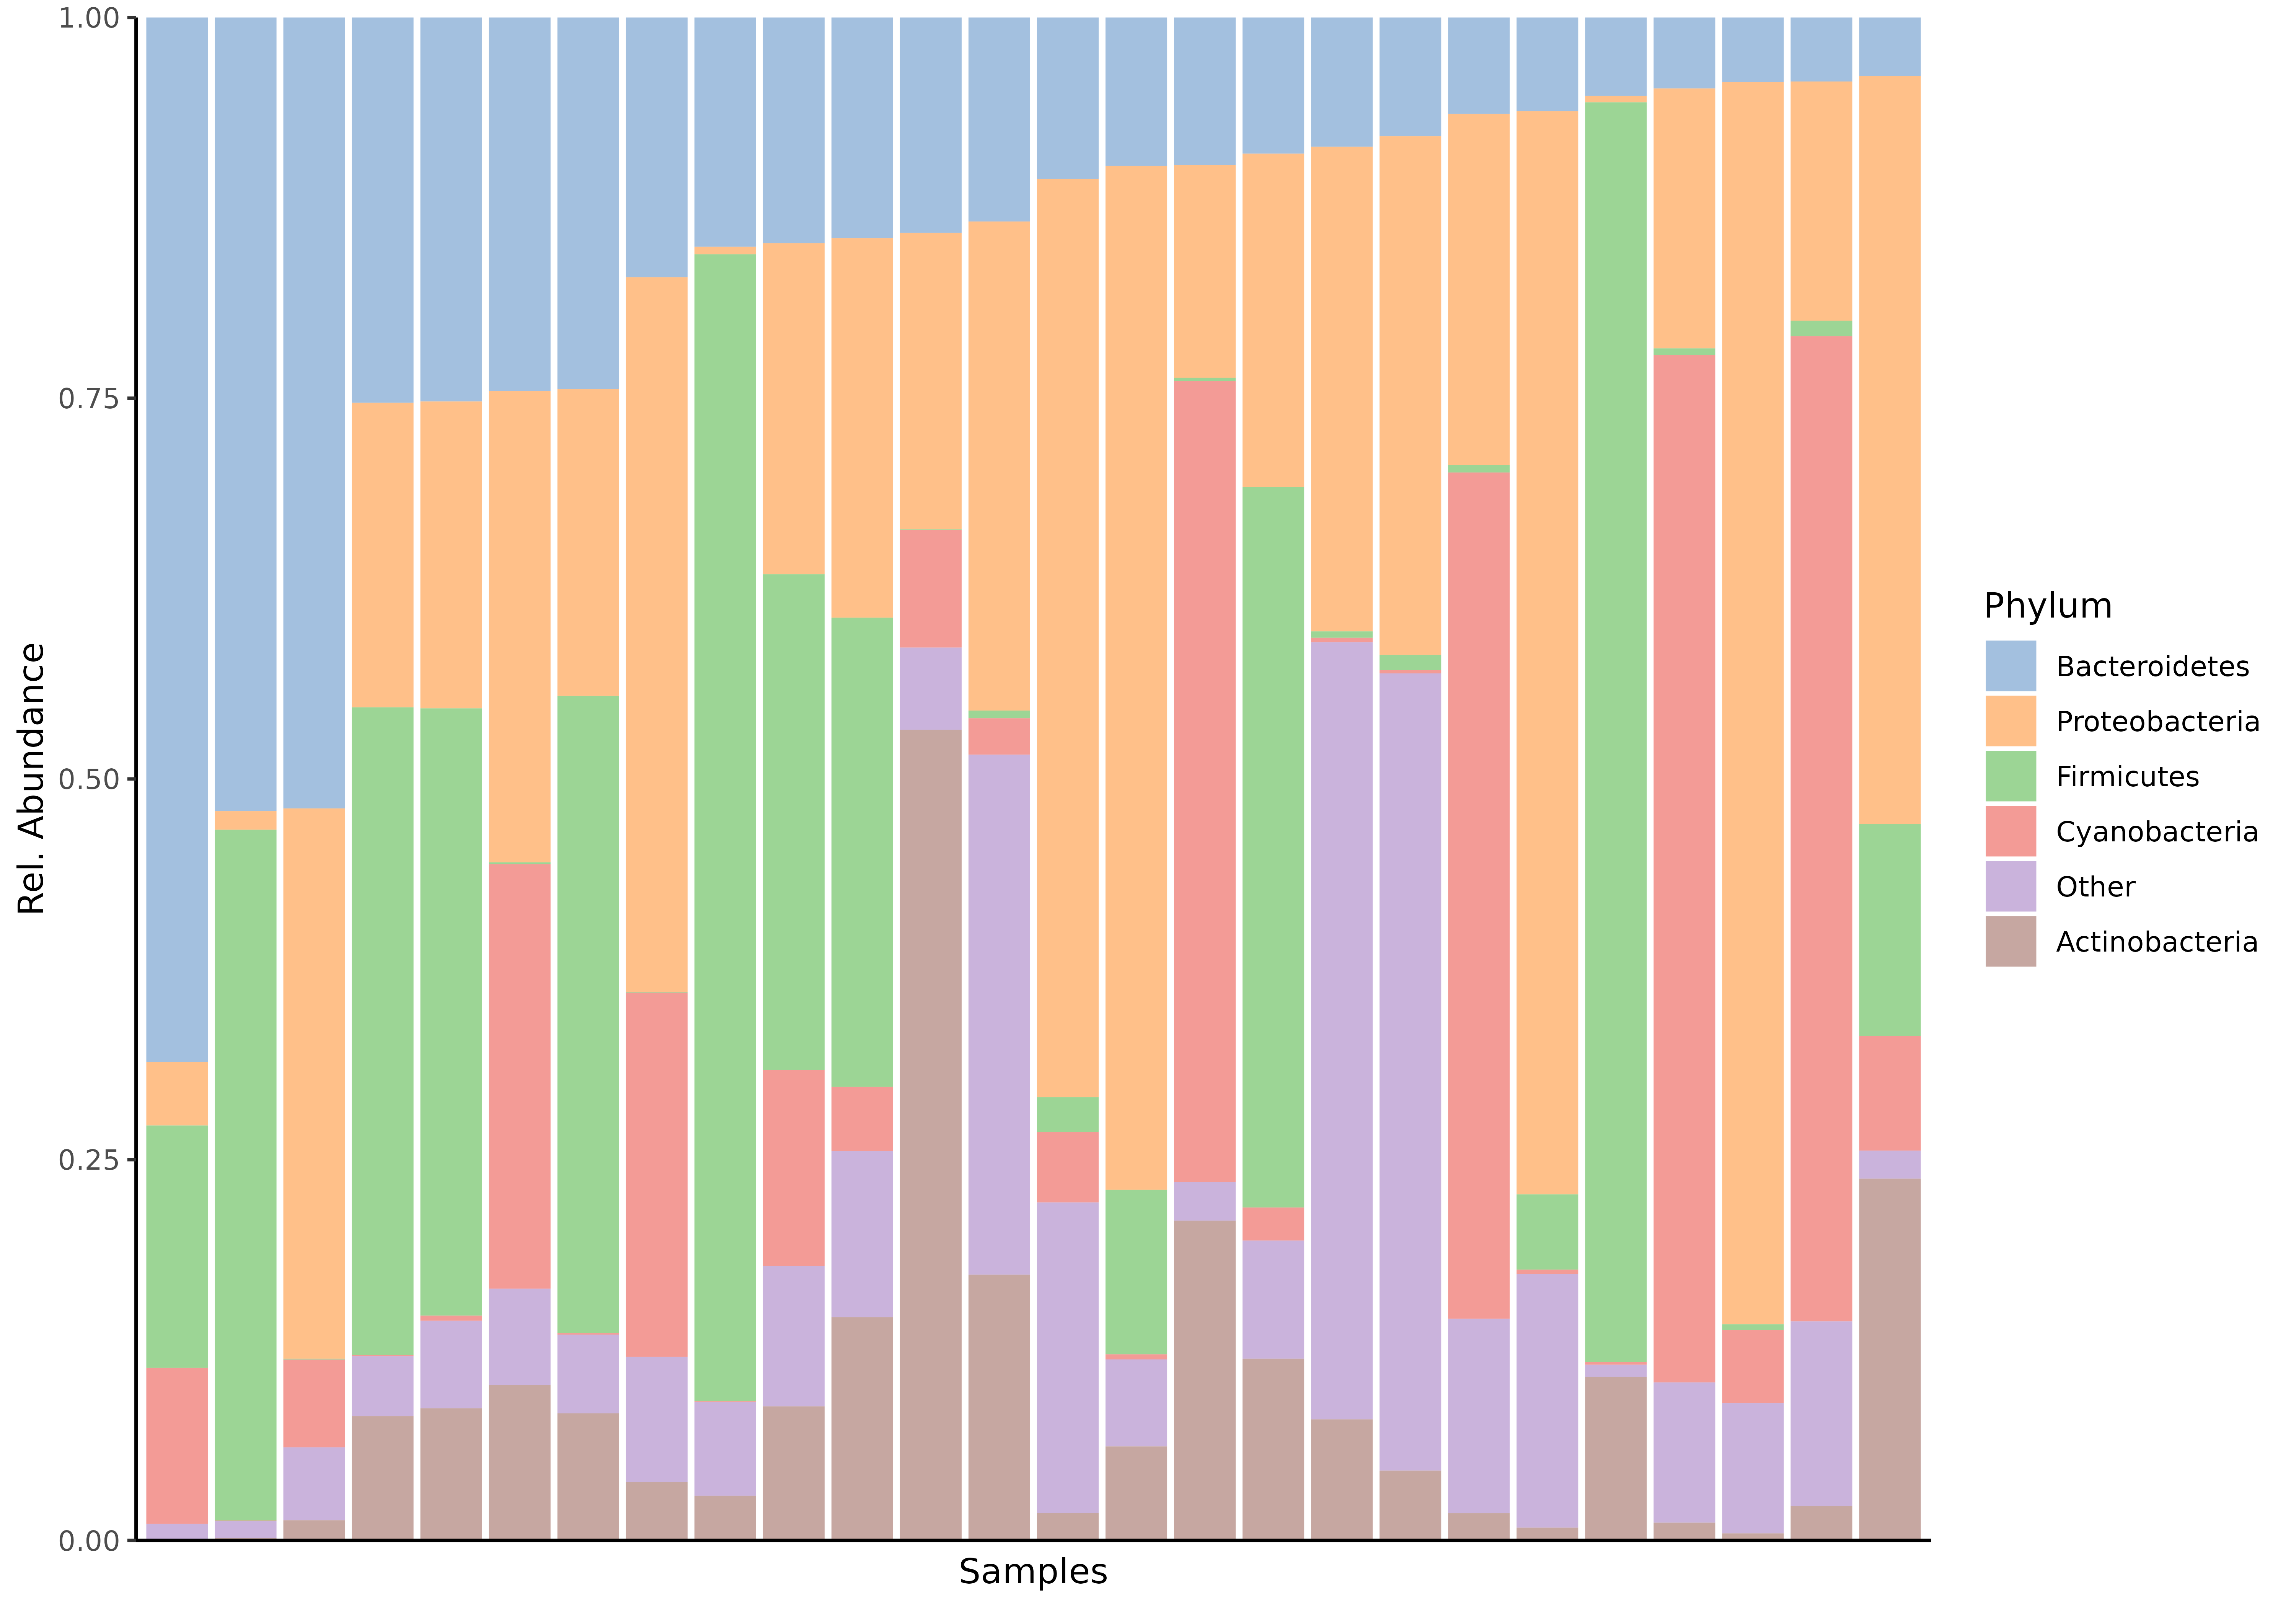 1.00
0.75
0.50
0.25
0.00
Rel. Abundance
Samples
Phylum
Bacteroidetes
Proteobacteria
Firmicutes
Cyanobacteria
Other
Actinobacteria